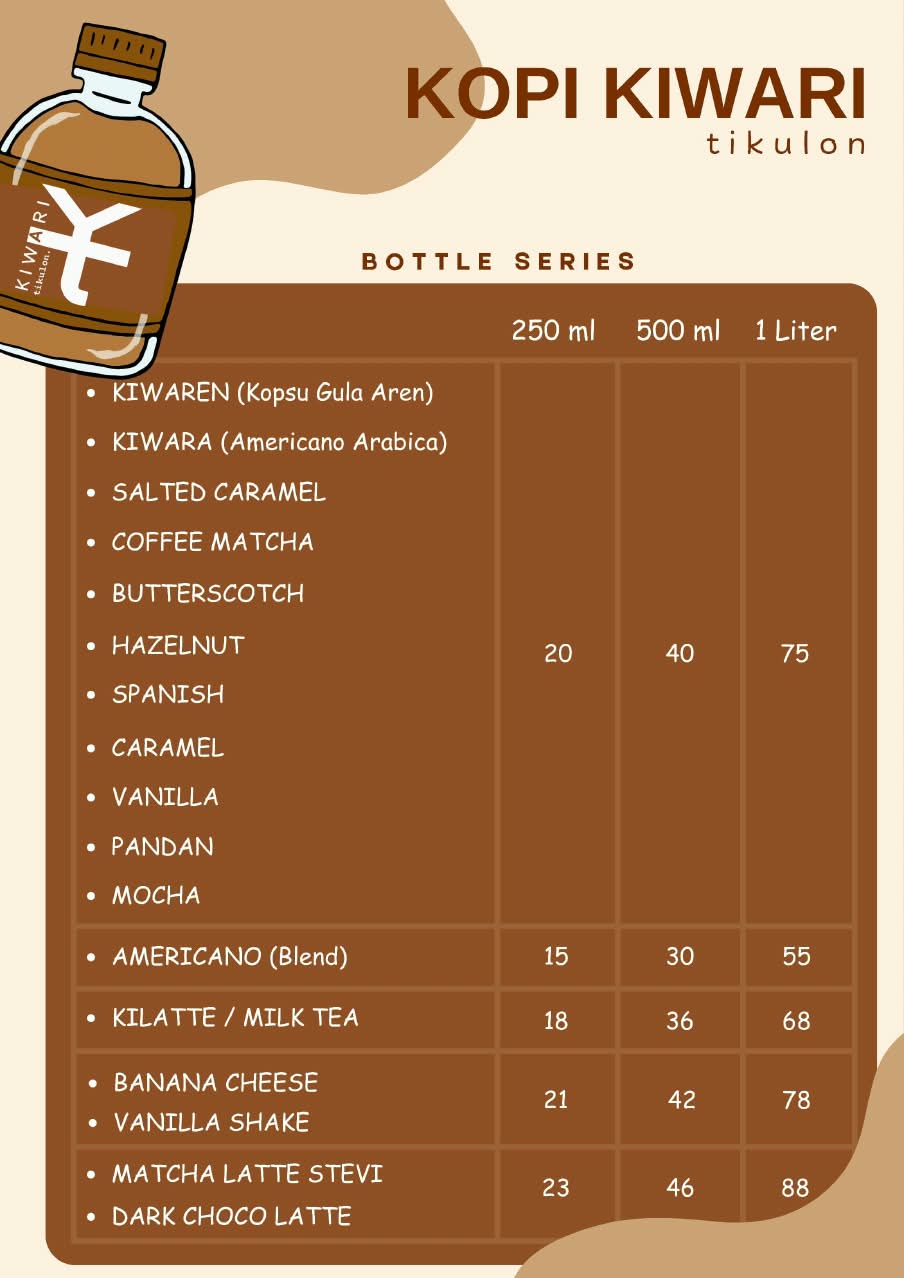 KOPI KIWARI
tikulon
KIWARI
tikulon.
BOTTLE SERIES
250 ml 500 ml 1 Liter
• KIWAREN (Kopsu Gula Aren)
• KIWARA (Americano Arabica)
• SALTED CARAMEL
• COFFEE MATCHA
• BUTTERSCOTCH
• HAZELNUT
20 40 75
• SPANISH
• CARAMEL
• VANILLA
• PANDAN
• MOCHA
• AMERICANO (Blend) 15 30 55
• KILATTE / MILK TEA 18 36 68
• BANANA CHEESE
• VANILLA SHAKE
21 42 78
• MATCHA LATTE STEVI
• DARK CHOCO LATTE
23 46 88